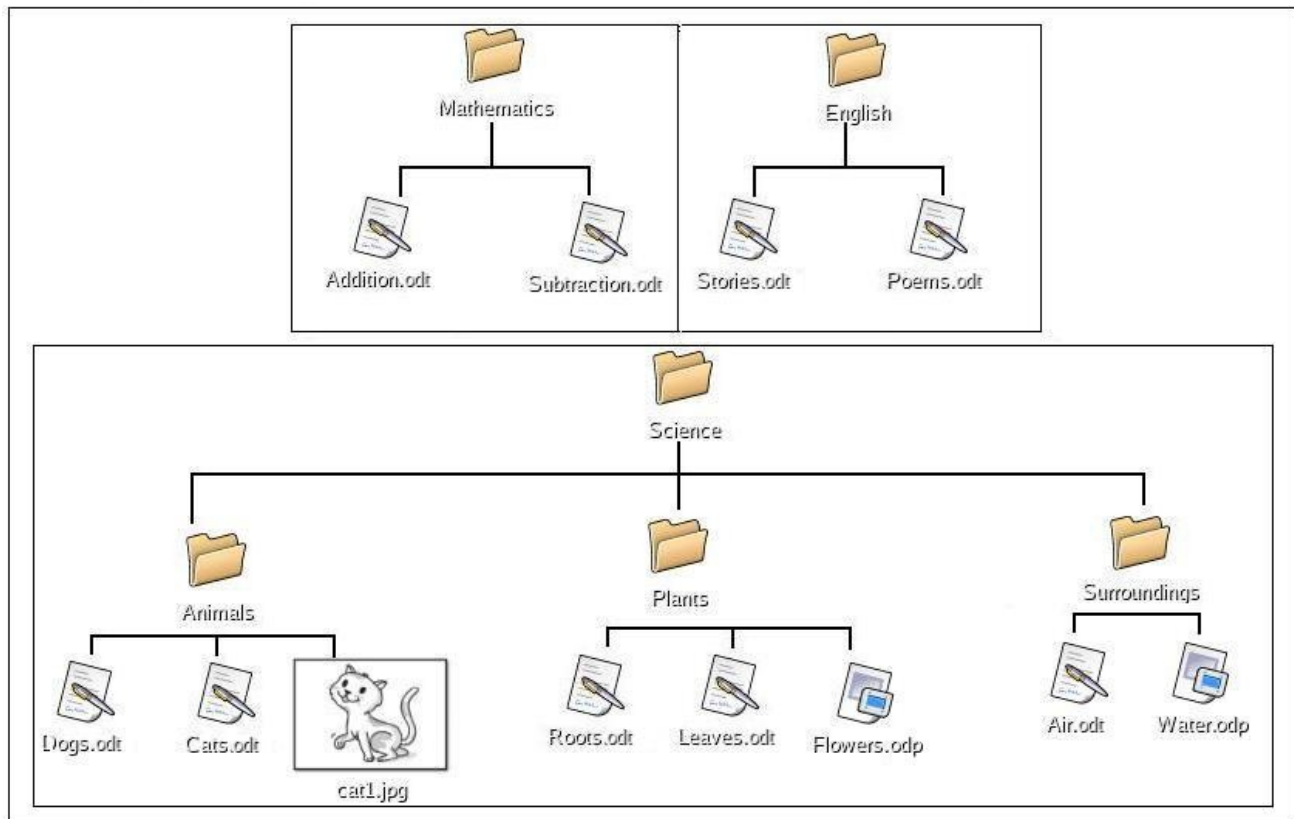 Mathematics
English
Addition.odt
Subtraction.odt
Stories.odt
Poems.odt
Science
Animals
Plants
Surroundings
Dogs.odt
Cats.odt
cat1.jpg
Roots.odt
Leaves.odt
Flowers.odp
Air.odt
Water.odp